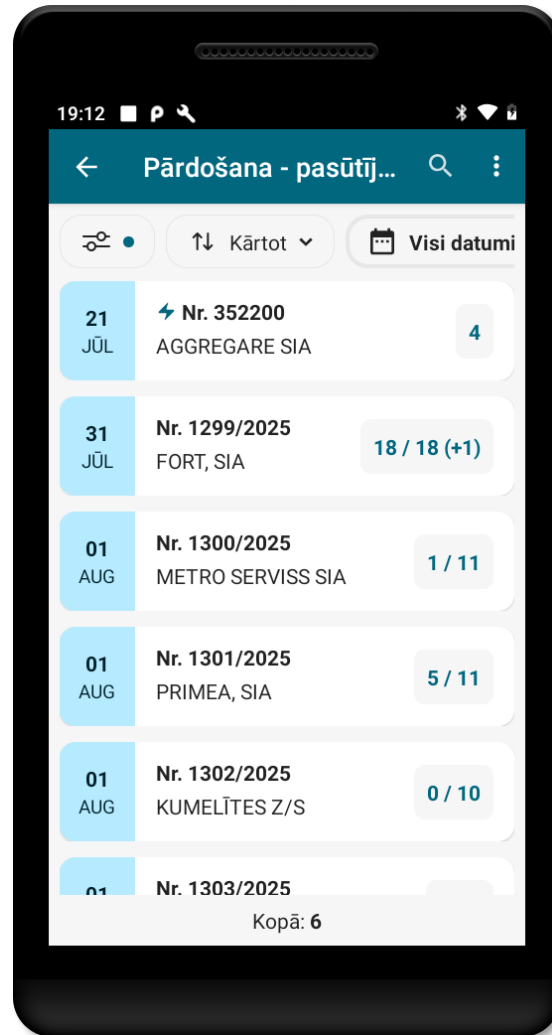 19:12
Pārdošana - pasūtīj...
Kārtot
Visi datumi
21
JŪL
Nr. 352200
AGGREGARE SIA
4
31
JŪL
Nr. 1299/2025
FORT, SIA
18 / 18 (+1)
01
AUG
Nr. 1300/2025
METRO SERVISS SIA
1 / 11
01
AUG
Nr. 1301/2025
PRIMEA, SIA
5 / 11
01
AUG
Nr. 1302/2025
KUMELĪTES Z/S
0 / 10
01
Nr. 1303/2025
Kopā: 6